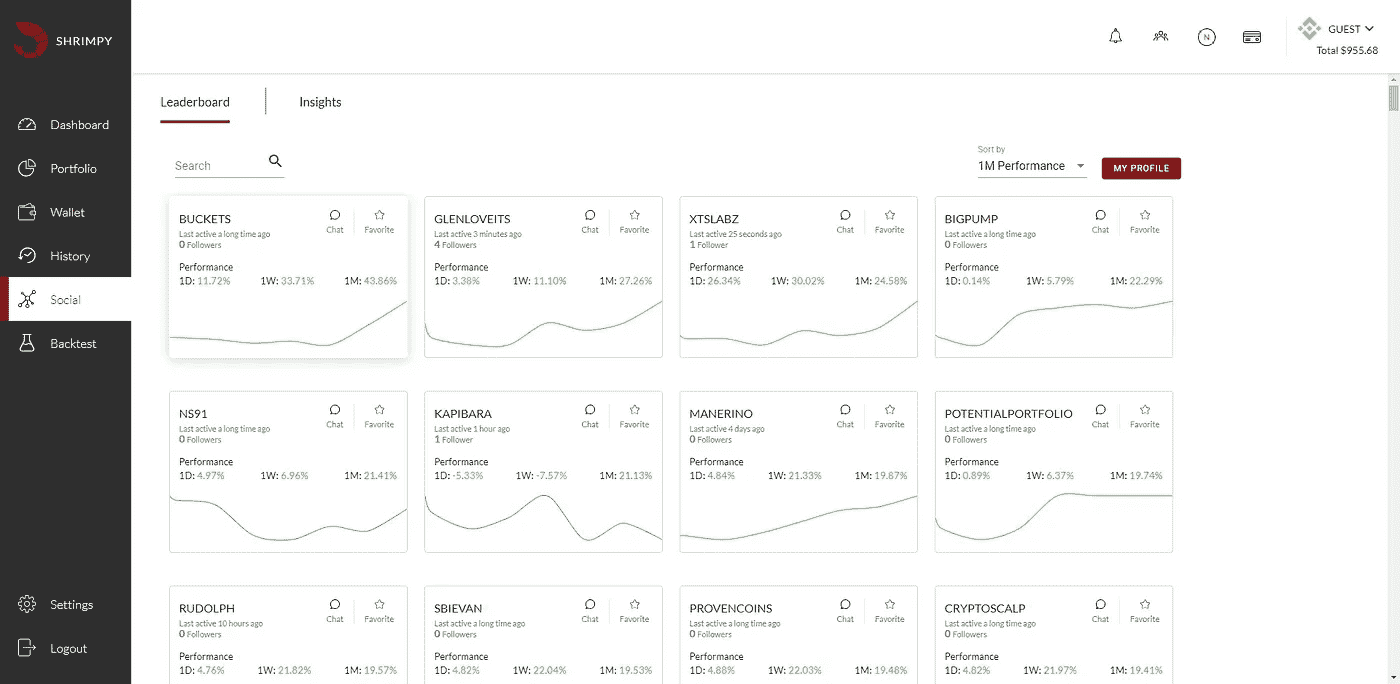 SHRIMPY
GUEST
Total $955.68
N
Dashboard
Portfolio
Wallet
History
Social
Backtest
Settings
Logout
Leaderboard
Insights
Search
Sort by
1M Performance
MY PROFILE
BUCKETS
Chat Favorite
Last active a long time ago
0 Followers
Performance
1D: 11.72% 1W: 33.71% 1M: 43.86%
GLENLOVEITS
Chat Favorite
Last active 3 minutes ago
4 Followers
Performance
1D: 3.38% 1W: 11.10% 1M: 27.26%
XTSLABZ
Chat Favorite
Last active 25 seconds ago
1 Follower
Performance
1D: 26.34% 1W: 30.02% 1M: 24.58%
BIGPUMP
Chat Favorite
Last active a long time ago
0 Followers
Performance
1D: 0.14% 1W: 5.79% 1M: 22.29%
NS91
Chat Favorite
Last active a long time ago
0 Followers
Performance
1D: 4.97% 1W: 6.96% 1M: 21.41%
KAPIBARA
Chat Favorite
Last active 1 hour ago
1 Follower
Performance
1D: -5.33% 1W: -7.57% 1M: 21.13%
MANERINO
Chat Favorite
Last active 4 days ago
0 Followers
Performance
1D: 4.84% 1W: 21.33% 1M: 19.87%
POTENTIALPORTFOLIO
Chat Favorite
Last active a long time ago
0 Followers
Performance
1D: 0.89% 1W: 6.37% 1M: 19.74%
RUDOLPH
Chat Favorite
Last active 10 hours ago
0 Followers
Performance
1D: 4.76% 1W: 21.82% 1M: 19.57%
SBIEVAN
Chat Favorite
Last active a long time ago
0 Followers
Performance
1D: 4.82% 1W: 22.04% 1M: 19.53%
PROVENCOINS
Chat Favorite
Last active a long time ago
0 Followers
Performance
1D: 4.88% 1W: 22.03% 1M: 19.48%
CRYPTOSCALP
Chat Favorite
Last active a long time ago
0 Followers
Performance
1D: 4.82% 1W: 21.97% 1M: 19.41%